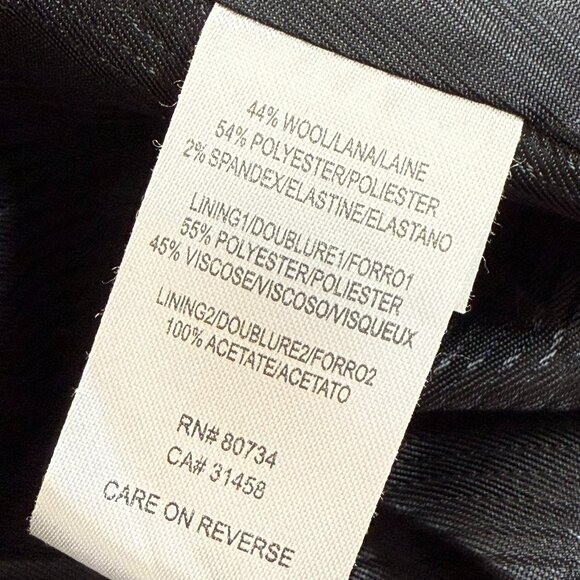 44% WOOL/LANA/LAINE
54% POLYESTER/POLIESTER
2% SPANDEX/ELASTINE/ELASTANO
LINING1/DOUBLURE1/FORRO1
55% POLYESTER/POLIESTER
45% VISCOSE/VISCOSO/VISQUEUX
LINING2/DOUBLURE2/FORRO2
100% ACETATE/ACETATO
RN# 80734
CA# 31458
CARE ON REVERSE